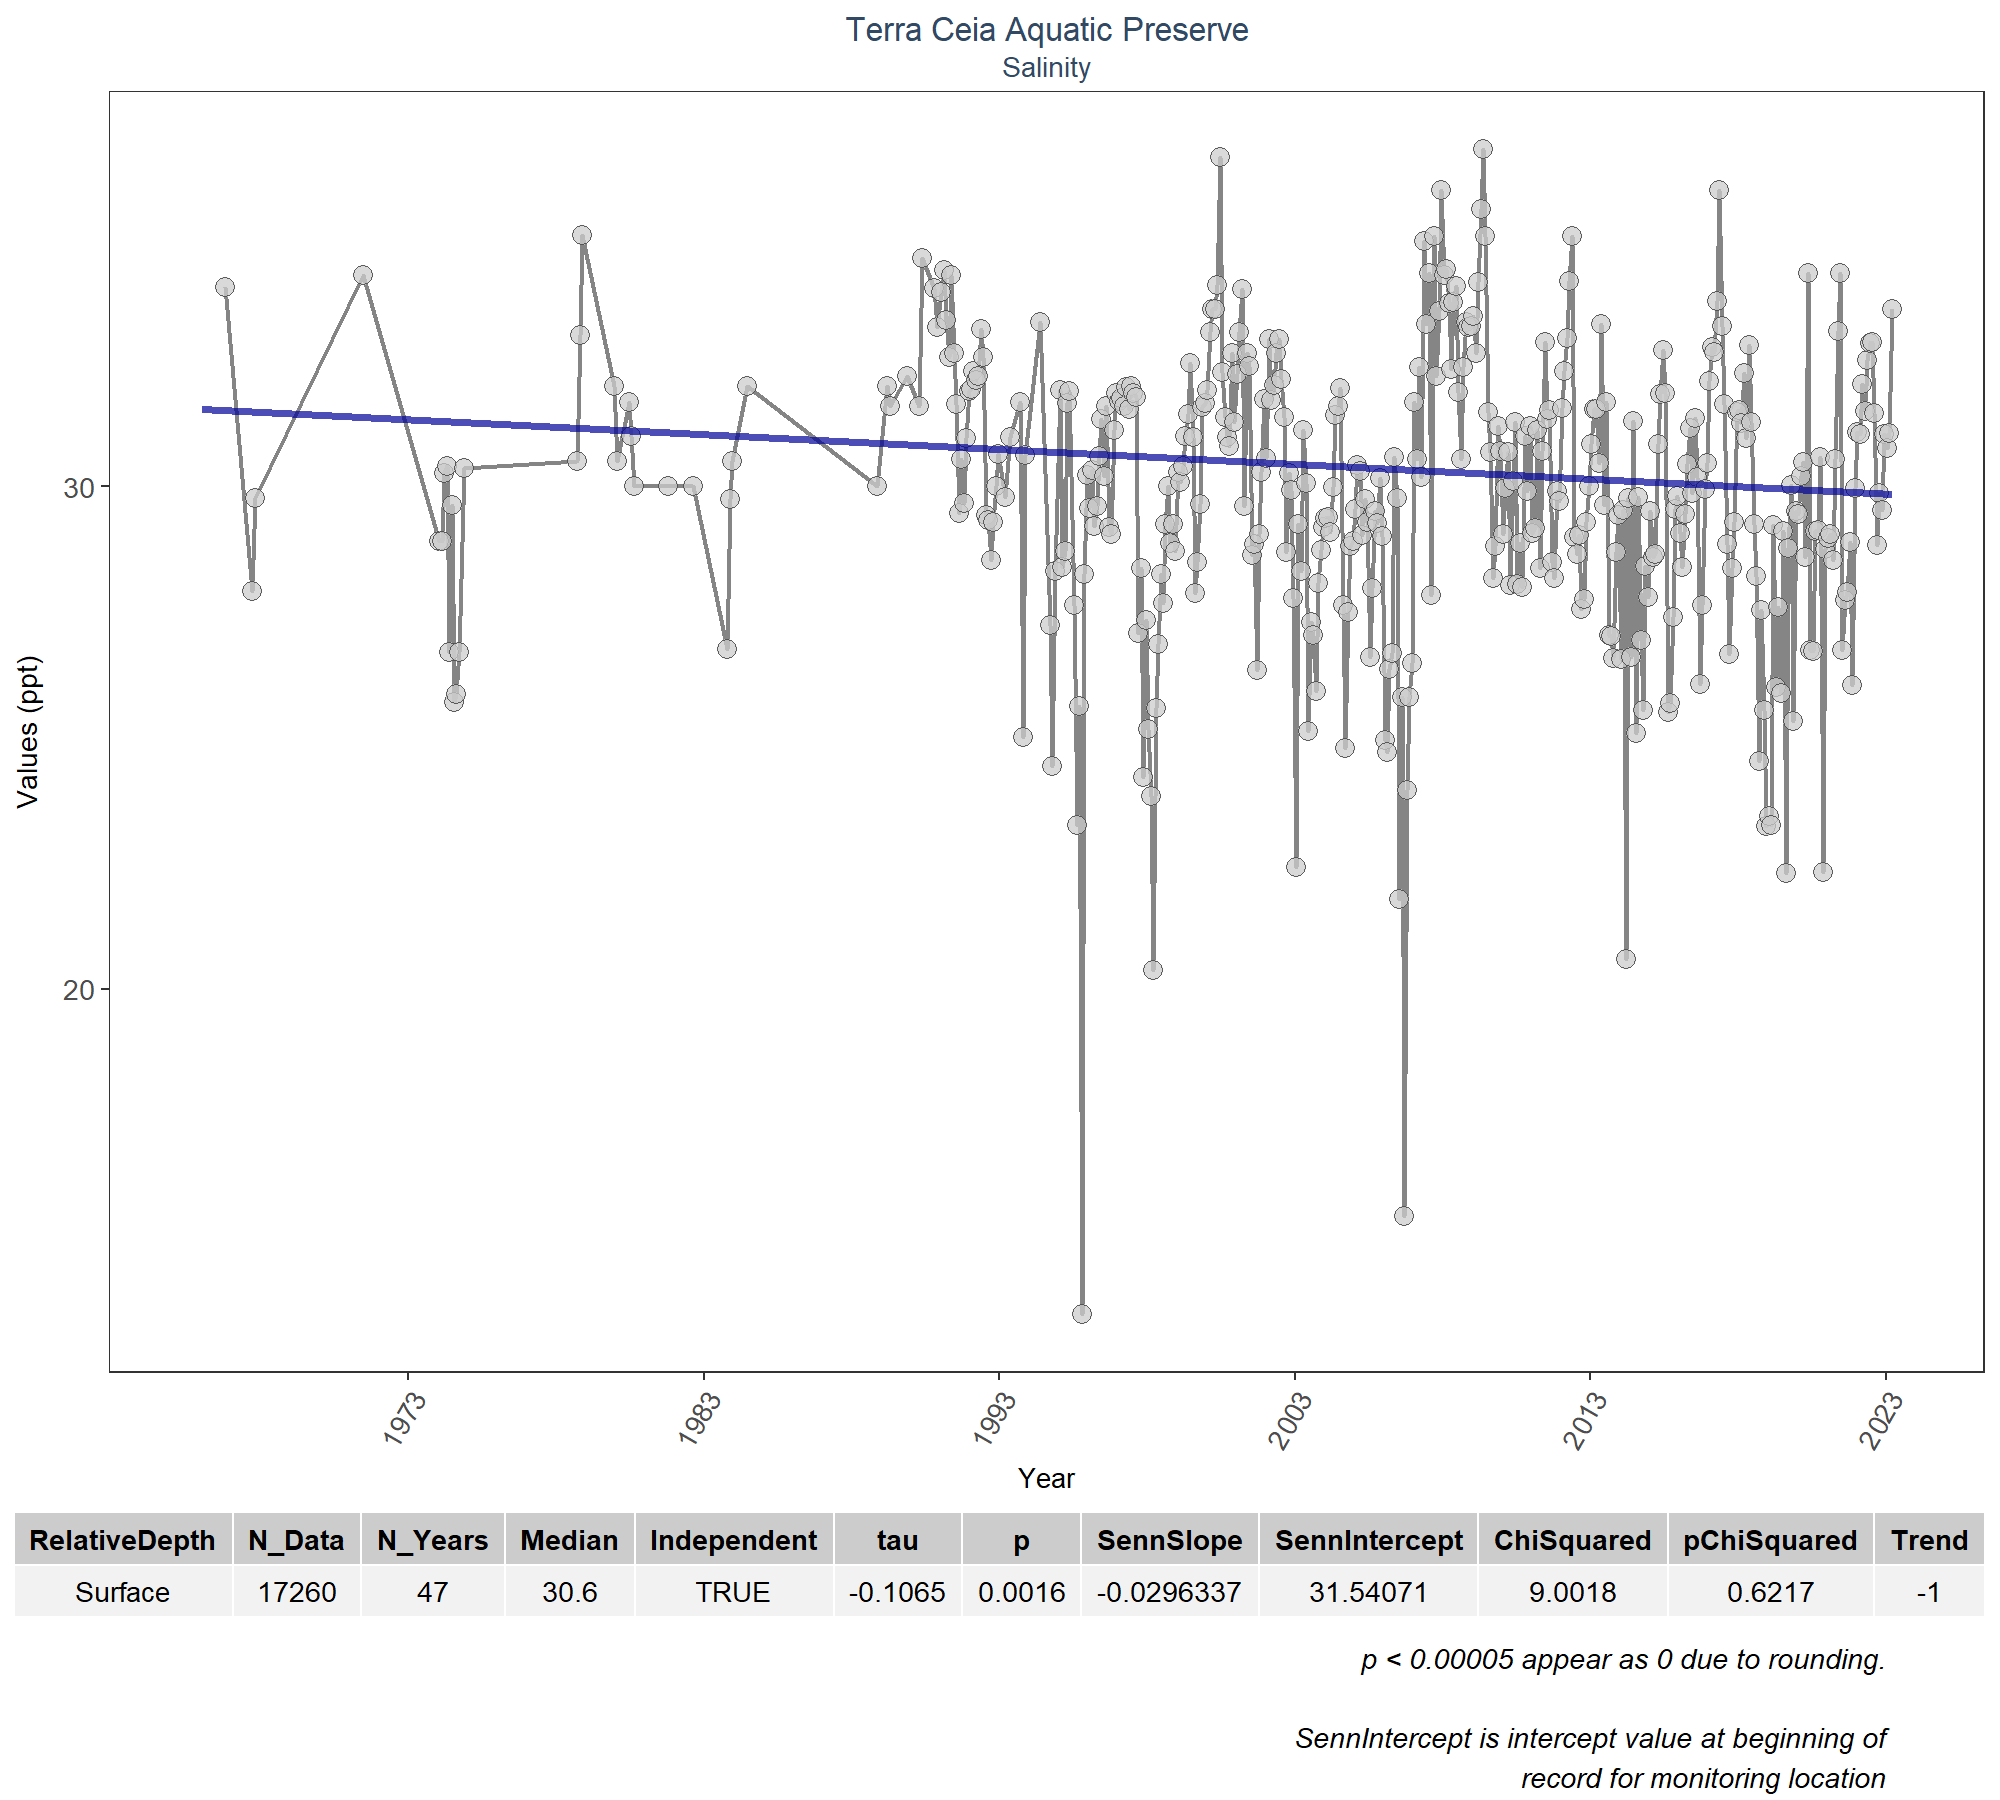 Terra Ceia Aquatic Preserve
Salinity
Values (ppt)
30
20
1973 1983 1993 2003 2013 2023
Year
RelativeDepth N_Data N_Years Median Independent tau p SennSlope SennIntercept ChiSquared pChiSquared Trend
Surface 17260 47 30.6 TRUE -0.1065 0.0016 -0.0296337 31.54071 9.0018 0.6217 -1
p < 0.00005 appear as 0 due to rounding.
SennIntercept is intercept value at beginning of
record for monitoring location